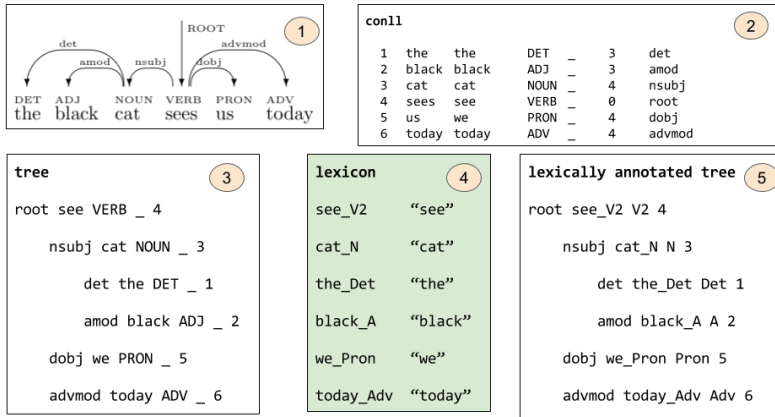 1
ROOT
det advmod
amod nsubj dobj
DET ADJ NOUN VERB PRON ADV
the black cat sees us today
conll
2
1 the the DET _ 3 det
2 black black ADJ _ 3 amod
3 cat cat NOUN _ 4 nsubj
4 sees see VERB _ 0 root
5 us we PRON _ 4 dobj
6 today today ADV _ 4 advmod
tree
3
root see VERB _ 4
nsubj cat NOUN _ 3
det the DET _ 1
amod black ADJ _ 2
dobj we PRON _ 5
advmod today ADV _ 6
lexicon
4
see_V2 “see”
cat_N “cat”
the_Det “the”
black_A “black”
we_Pron “we”
today_Adv “today”
lexically annotated tree
5
root see_V2 V2 4
nsubj cat_N N 3
det the_Det Det 1
amod black_A A 2
dobj we_Pron Pron 5
advmod today_Adv Adv 6